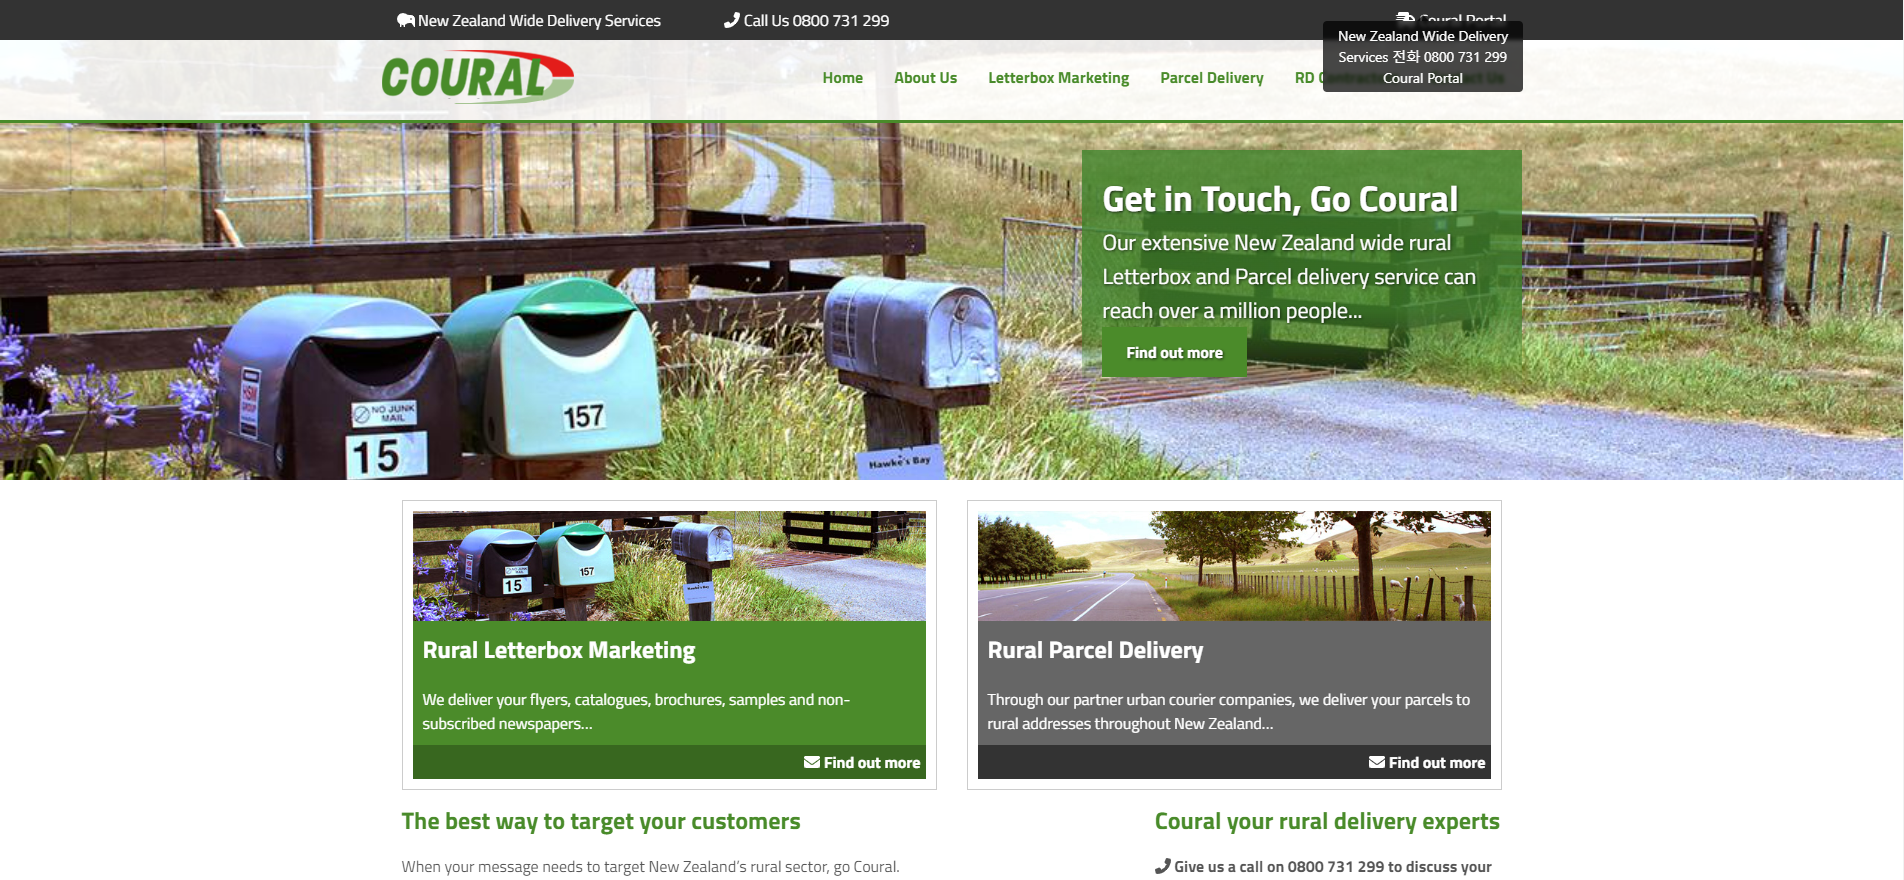 New Zealand Wide Delivery Services
Call Us 0800 731 299
Coural Portal
New Zealand Wide Delivery
Services 전화 0800 731 299
Coural Portal
COURAL
Home
About Us
Letterbox Marketing
Parcel Delivery
RD
Get in Touch, Go Coural
Our extensive New Zealand wide rural
Letterbox and Parcel delivery service can
reach over a million people...
Find out more
NO JUNK
MAIL
15
157
Hawke's Bay
15
157
Rural Letterbox Marketing
We deliver your flyers, catalogues, brochures, samples and non-
subscribed newspapers...
Find out more
Rural Parcel Delivery
Through our partner urban courier companies, we deliver your parcels to
rural addresses throughout New Zealand...
Find out more
The best way to target your customers
When your message needs to target New Zealand's rural sector, go Coural.
Coural your rural delivery experts
Give us a call on 0800 731 299 to discuss your